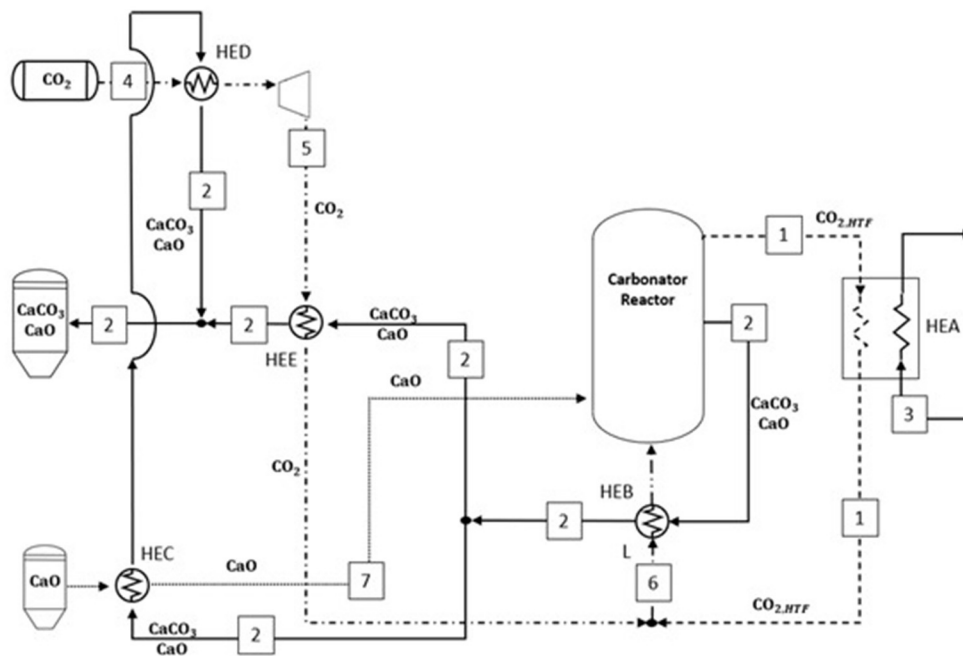 HED
CO₂
4
5
2
CO₂
CaCO₃
CaO
CO₂,HTF
1
Carbonator
Reactor
CaCO₃
CaO
2
2
HEE
CaCO₃
CaO
2
HEA
2
CaO
3
CaCO₃
CaO
CO₂
HEB
2
1
HEC
CaO
CaO
7
L
6
CO₂,HTF
CaCO₃
CaO
2